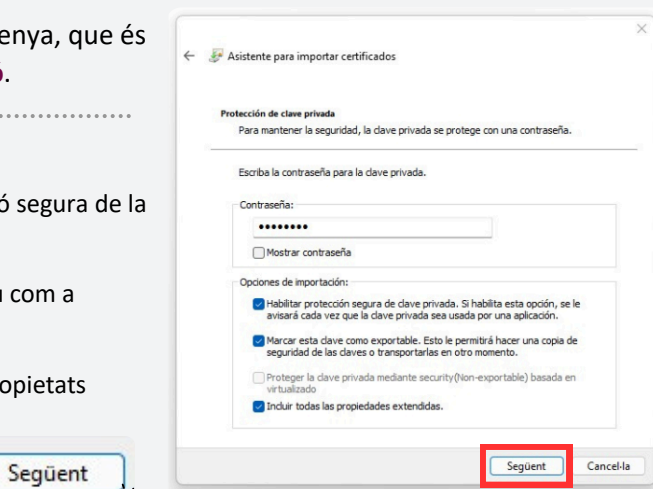 enya, que és
ó.
ó segura de la
u com a
opietats
Següent
Asistente para importar certificados
Protección de clave privada
Para mantener la seguridad, la clave privada se protege con una contraseña.
Escriba la contraseña para la clave privada.
Contraseña:
••••••••
Mostrar contraseña
Opciones de importación:
Habilitar protección segura de clave privada. Si habilita esta opción, se le
avisará cada vez que la clave privada sea usada por una aplicación.
Marcar esta clave como exportable. Esto le permitirá hacer una copia de
seguridad de las claves o transportarlas en otro momento.
Proteger la clave privada mediante security(Non-exportable) basada en
virtualizado
Incluir todas las propiedades extendidas.
Següent
Cancel·la